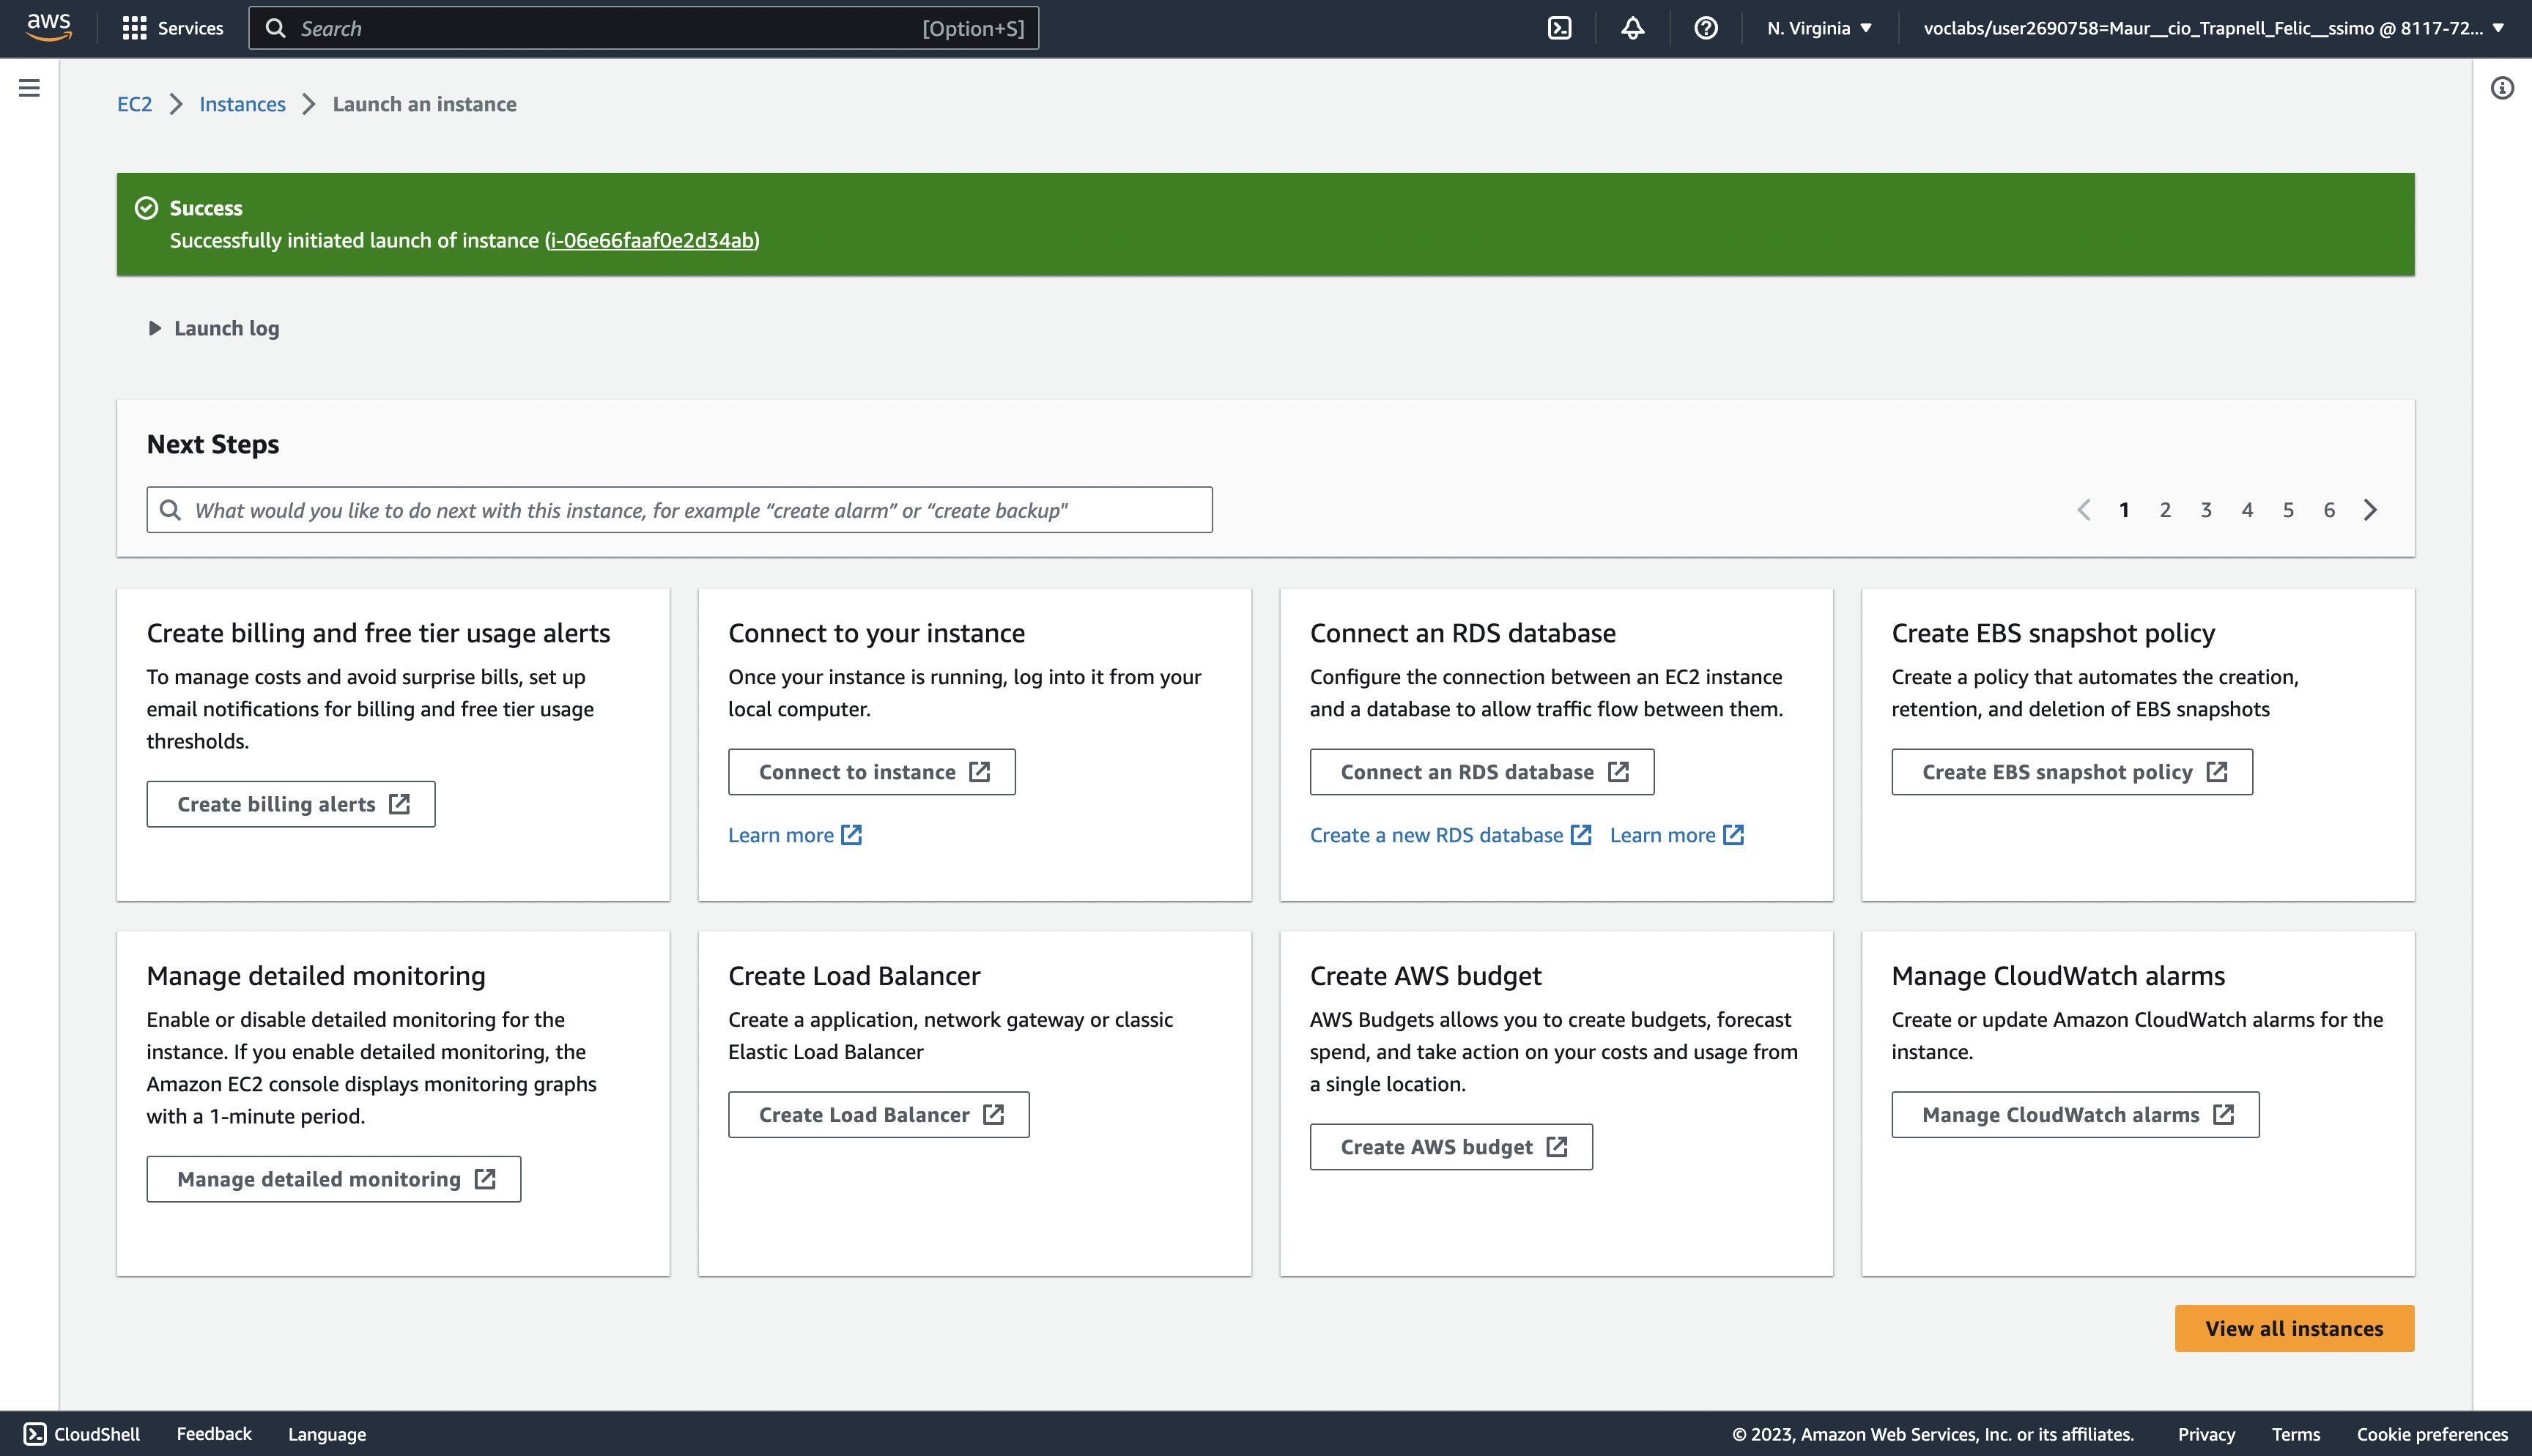 aws
Services
Search
[Option+S]
N. Virginia
voclabs/user2690758=Maur__cio_Trapnell_Felic__ssimo @ 8117-72...
EC2
Instances
Launch an instance
Success
Successfully initiated launch of instance (i-06e66faaf0e2d34ab)
Launch log
Next Steps
What would you like to do next with this instance, for example “create alarm” or “create backup"
1 2 3 4 5 6
Create billing and free tier usage alerts
To manage costs and avoid surprise bills, set up
email notifications for billing and free tier usage
thresholds.
Create billing alerts
Connect to your instance
Once your instance is running, log into it from your
local computer.
Connect to instance
Learn more
Connect an RDS database
Configure the connection between an EC2 instance
and a database to allow traffic flow between them.
Connect an RDS database
Create a new RDS database
Learn more
Create EBS snapshot policy
Create a policy that automates the creation,
retention, and deletion of EBS snapshots
Create EBS snapshot policy
Manage detailed monitoring
Enable or disable detailed monitoring for the
instance. If you enable detailed monitoring, the
Amazon EC2 console displays monitoring graphs
with a 1-minute period.
Manage detailed monitoring
Create Load Balancer
Create a application, network gateway or classic
Elastic Load Balancer
Create Load Balancer
Create AWS budget
AWS Budgets allows you to create budgets, forecast
spend, and take action on your costs and usage from
a single location.
Create AWS budget
Manage CloudWatch alarms
Create or update Amazon CloudWatch alarms for the
instance.
Manage CloudWatch alarms
View all instances
CloudShell
Feedback
Language
© 2023, Amazon Web Services, Inc. or its affiliates.
Privacy
Terms
Cookie preferences